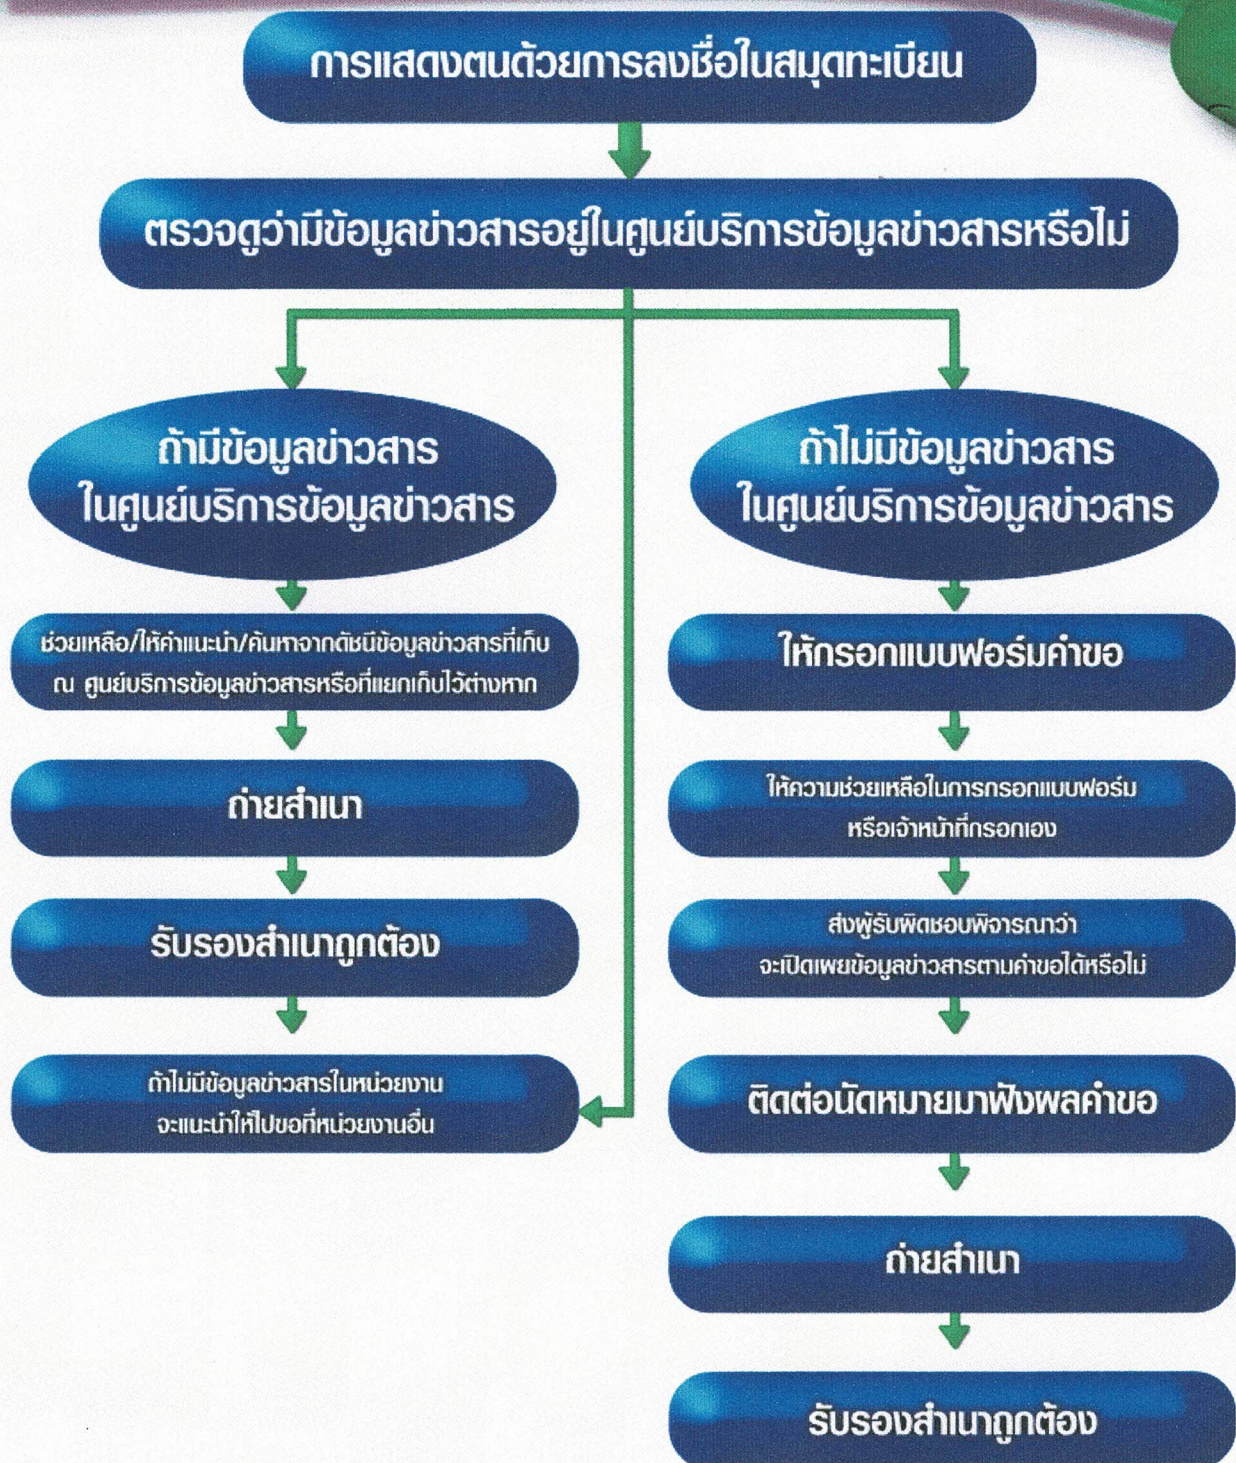 การแสดงตนด้วยการลงชื่อในสมุดทะเบียน
ตรวจดูว่ามีข้อมูลข่าวสารอยู่ในศูนย์บริการข้อมูลข่าวสารหรือไม่
ถ้ามีข้อมูลข่าวสาร
ในศูนย์บริการข้อมูลข่าวสาร
ช่วยเหลือ/ให้คำแนะนำ/ค้นหาจากดัชนีข้อมูลข่าวสารที่เก็บ
ณ ศูนย์บริการข้อมูลข่าวสารหรือที่แยกเก็บไว้ต่างหาก
ถ่ายสำเนา
รับรองสำเนาถูกต้อง
ถ้าไม่มีข้อมูลข่าวสารในหน่วยงาน
จะแนะนำให้ไปขอที่หน่วยงานอื่น
ถ้าไม่มีข้อมูลข่าวสาร
ในศูนย์บริการข้อมูลข่าวสาร
ให้กรอกแบบฟอร์มคำขอ
ให้ความช่วยเหลือในการกรอกแบบฟอร์ม
หรือเจ้าหน้าที่กรอกเอง
ส่งผู้รับผิดชอบพิจารณาว่า
จะเปิดเผยข้อมูลข่าวสารตามคำขอได้หรือไม่
ติดต่อนัดหมายมาฟังผลคำขอ
ถ่ายสำเนา
รับรองสำเนาถูกต้อง